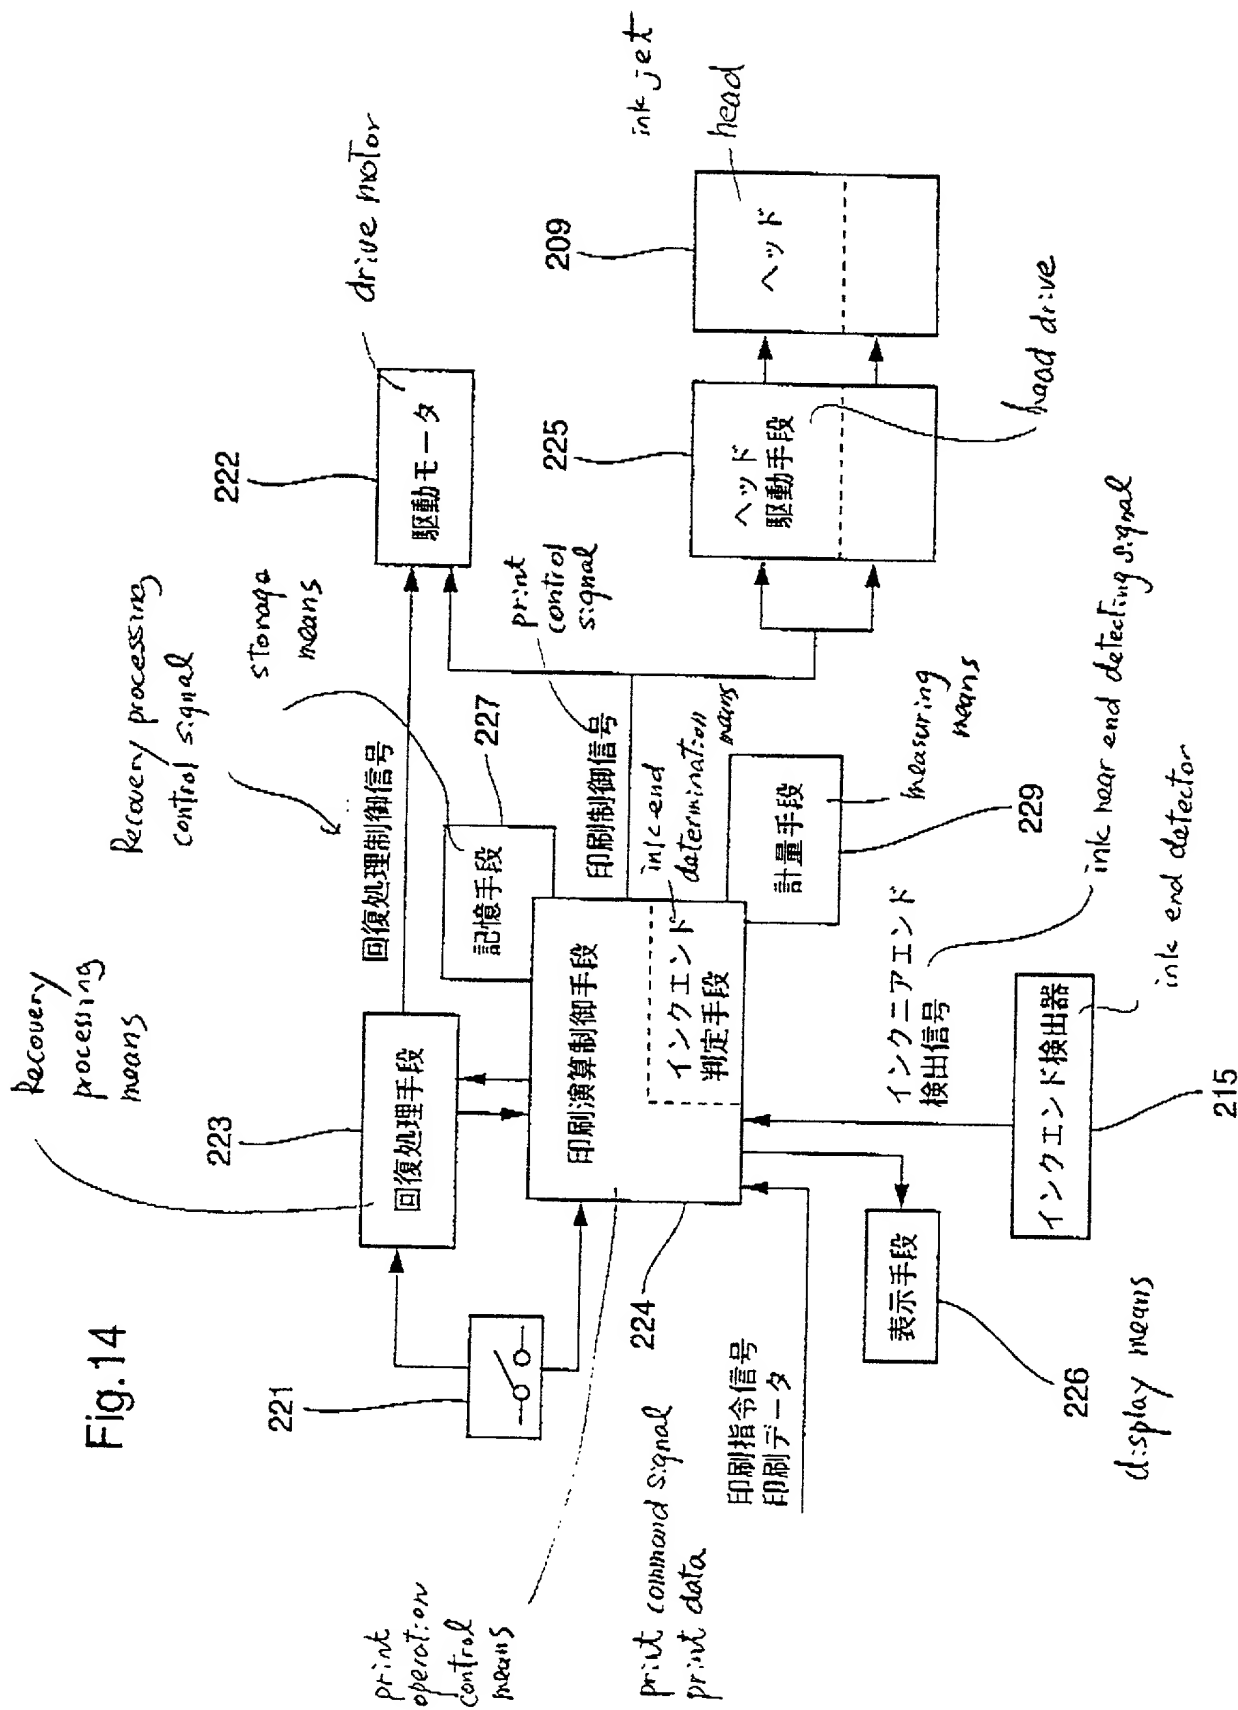 Fig.14
Recovery
processing
means
223
回復処理手段
Recovery processing
control signal
回復処理制御信号
storage
means
227
記憶手段
222
駆動モータ
drive motor
221
print
operation
control
means
224
印刷演算制御手段
インクエンド
判定手段
ink end
determination
means
印刷制御信号
print
control
signal
225
ヘッド
駆動手段
head drive
209
ヘッド
ink jet
head
計量手段
229
measuring
means
print command signal
print data
印刷指令信号
印刷データ
表示手段
226
display means
インクニアエンド
検出信号
ink near end detecting signal
インクエンド検出器
215
ink end detector